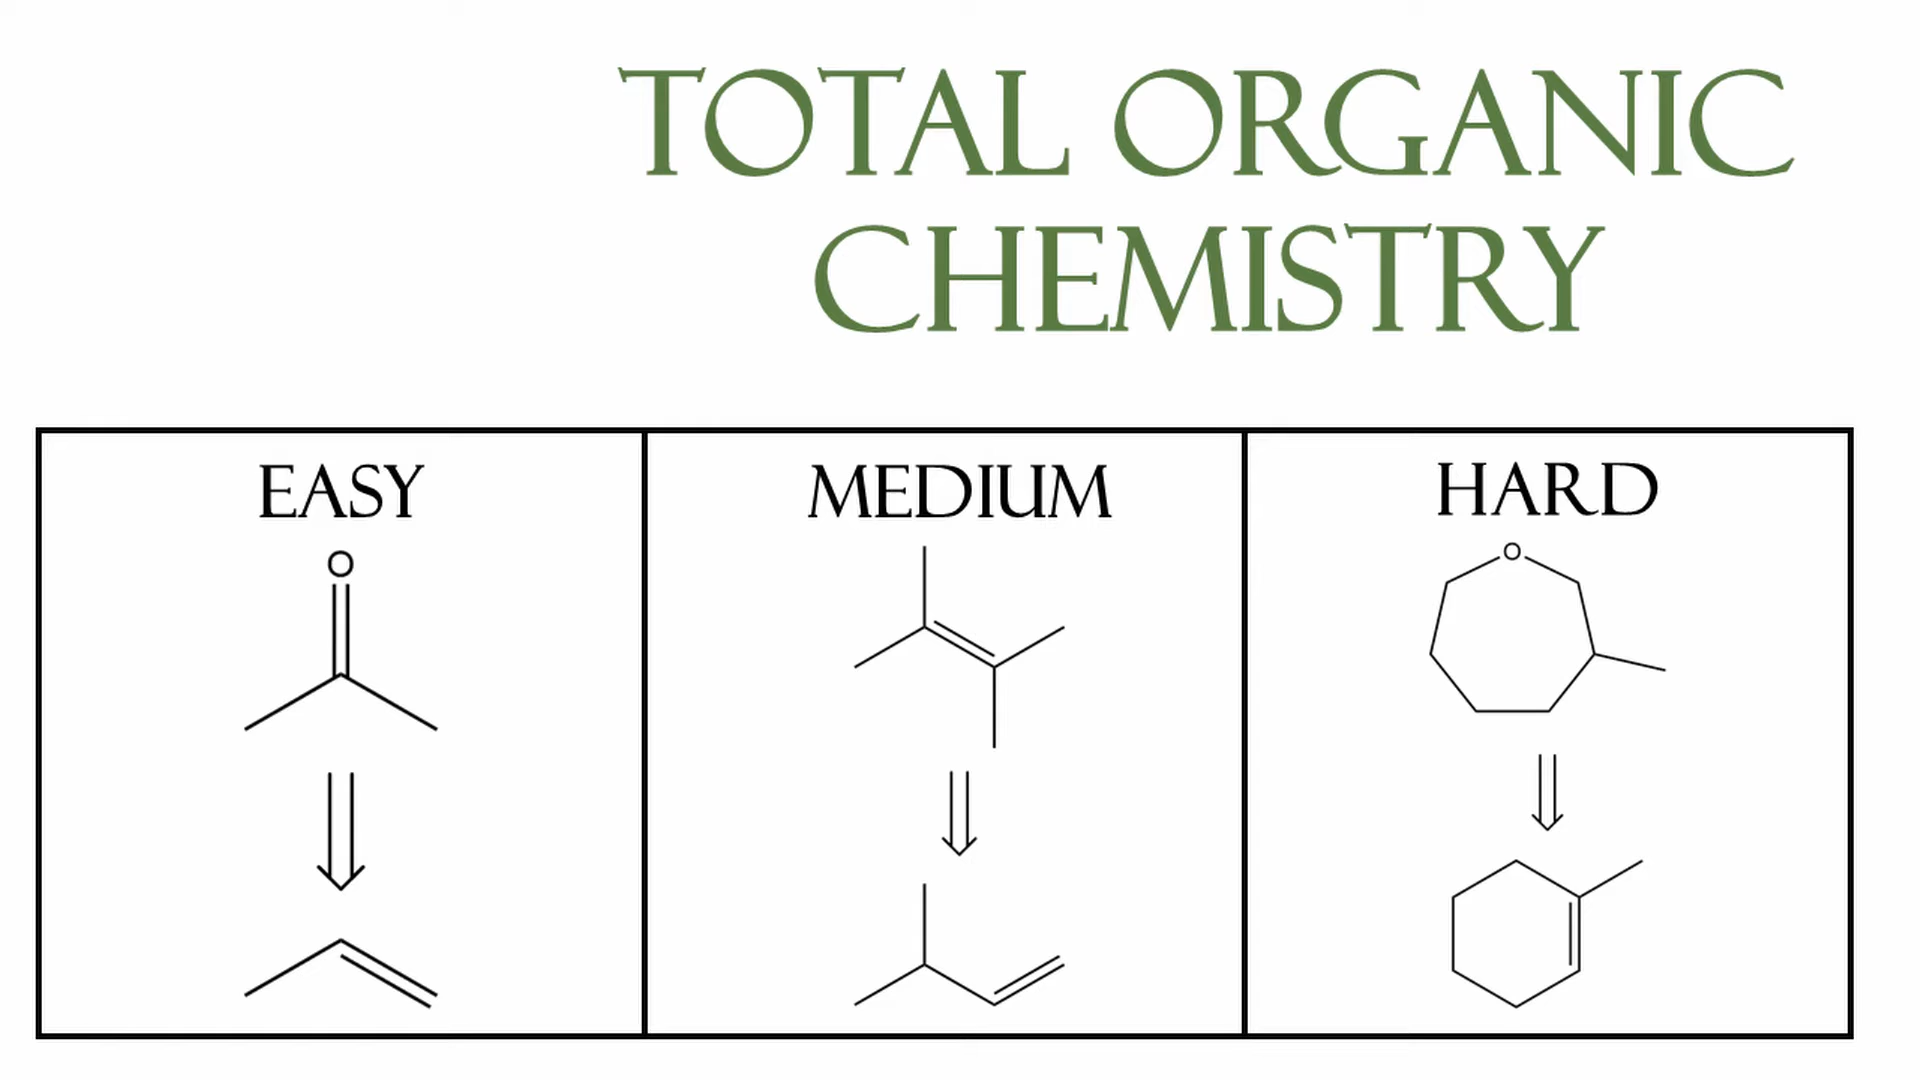 TOTAL ORGANIC
CHEMISTRY
EASY
MEDIUM
HARD
O
O